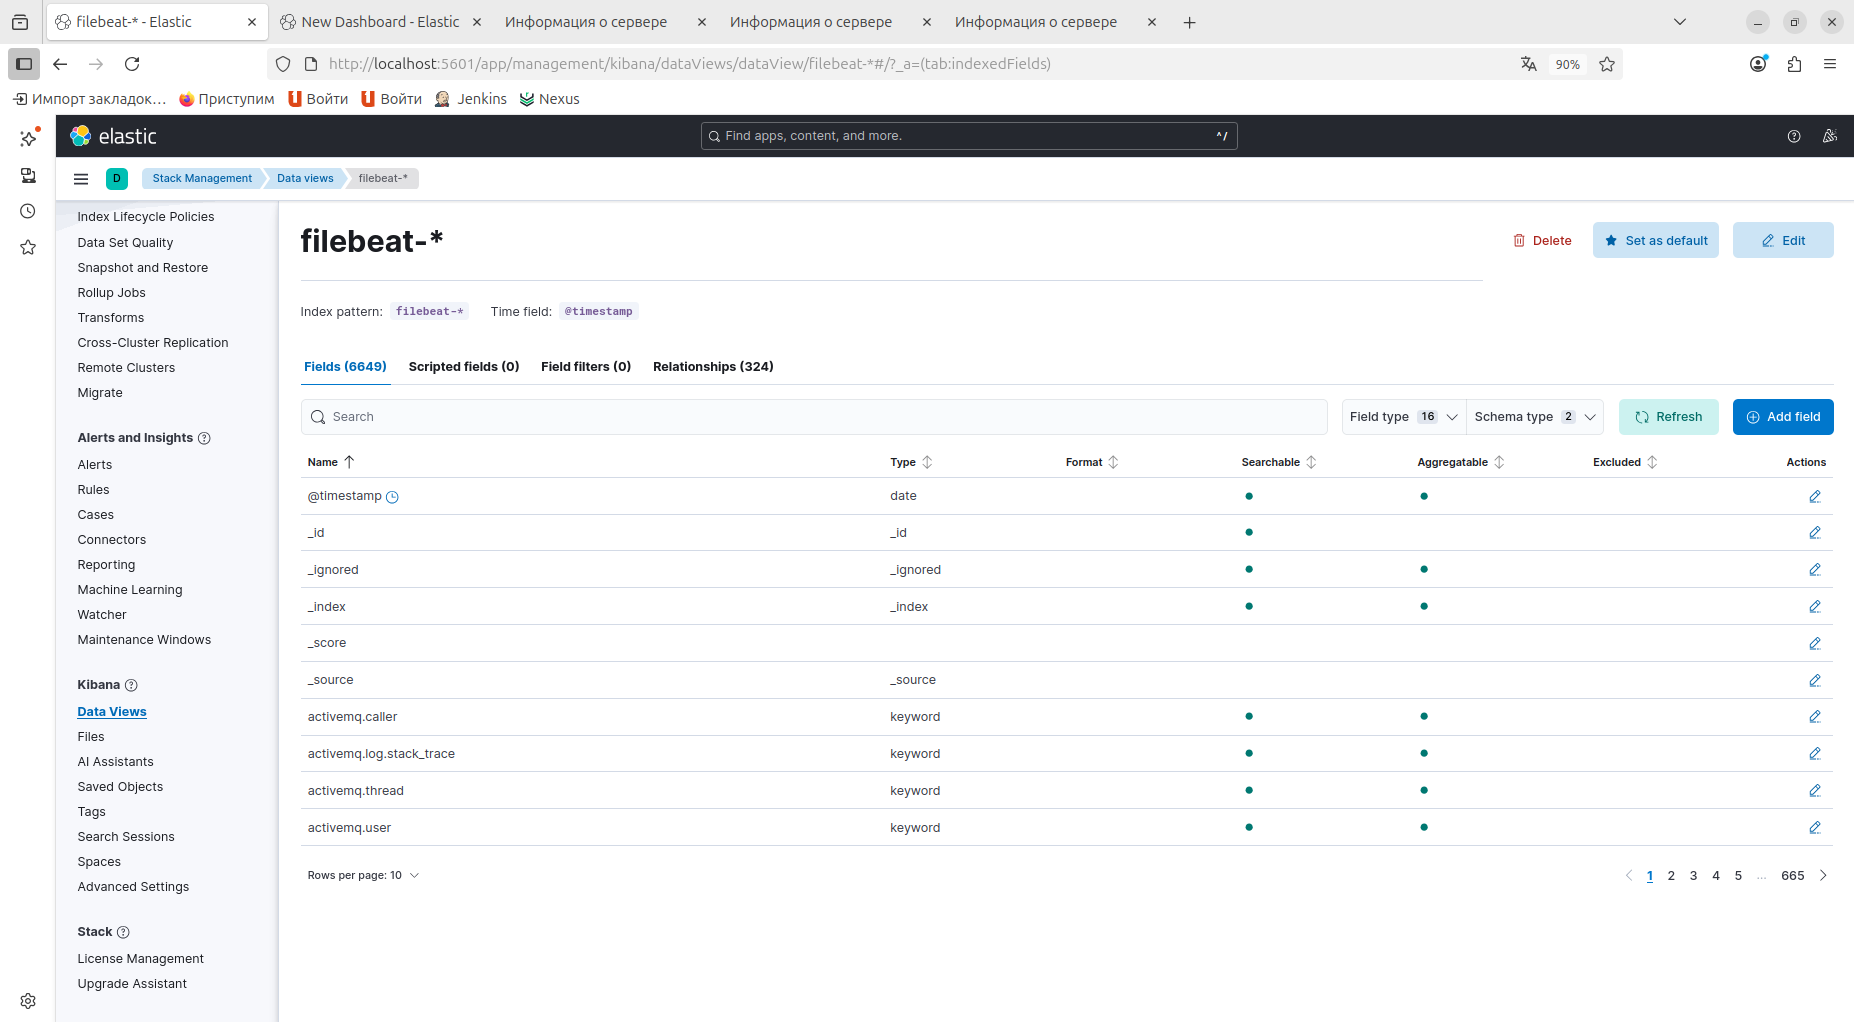 filebeat-* - Elastic
New Dashboard - Elastic
Информация о сервере
Информация о сервере
Информация о сервере
http://localhost:5601/app/management/kibana/dataViews/dataView/filebeat-*#/?_a=(tab:indexedFields)
90%
Импорт закладок…
Приступим
Войти
Войти
Jenkins
Nexus
elastic
Find apps, content, and more.
^/
D
Stack Management
Data views
filebeat-*
Index Lifecycle Policies
Data Set Quality
Snapshot and Restore
Rollup Jobs
Transforms
Cross-Cluster Replication
Remote Clusters
Migrate
Alerts and Insights
Alerts
Rules
Cases
Connectors
Reporting
Machine Learning
Watcher
Maintenance Windows
Kibana
Data Views
Files
AI Assistants
Saved Objects
Tags
Search Sessions
Spaces
Advanced Settings
Stack
License Management
Upgrade Assistant
filebeat-*
Delete
Set as default
Edit
Index pattern: filebeat-* Time field: @timestamp
Fields (6649) Scripted fields (0) Field filters (0) Relationships (324)
Search
Field type 16
Schema type 2
Refresh
Add field
Name Type Format Searchable Aggregatable Excluded Actions
@timestamp date
_id _id
_ignored _ignored
_index _index
_score
_source _source
activemq.caller keyword
activemq.log.stack_trace keyword
activemq.thread keyword
activemq.user keyword
Rows per page: 10
1 2 3 4 5 … 665